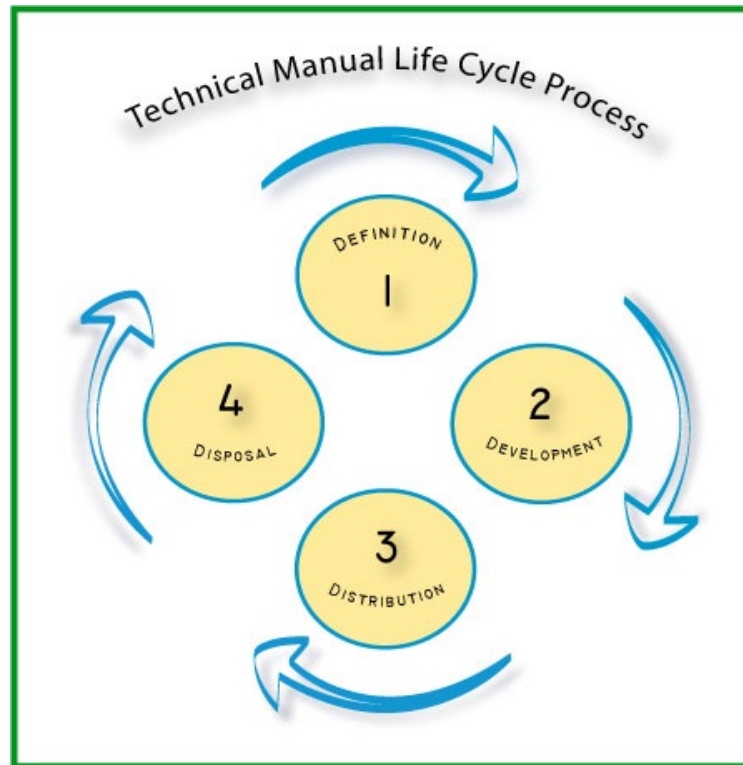 Technical Manual Life Cycle Process
DEFINITION
1
2
DEVELOPMENT
3
DISTRIBUTION
4
DISPOSAL